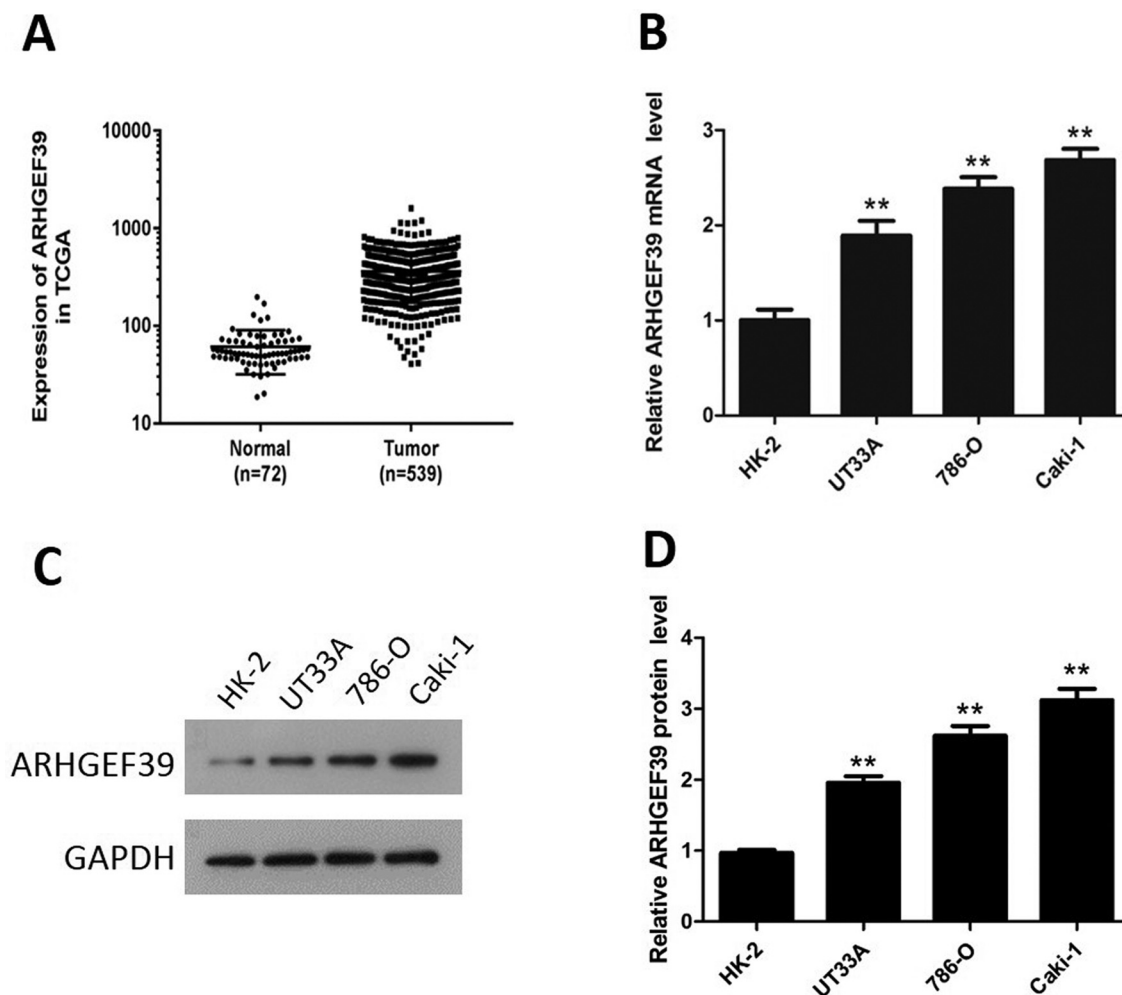 A
Expression of ARHGEF39
in TCGA
10000
1000
100
10
Normal
(n=72)
Tumor
(n=539)
B
Relative ARHGEF39 mRNA level
3
2
1
0
**
**
**
HK-2
UT33A
786-O
Caki-1
C
HK-2
UT33A
786-O
Caki-1
ARHGEF39
GAPDH
D
Relative ARHGEF39 protein level
4
3
2
1
0
**
**
**
HK-2
UT33A
786-O
Caki-1